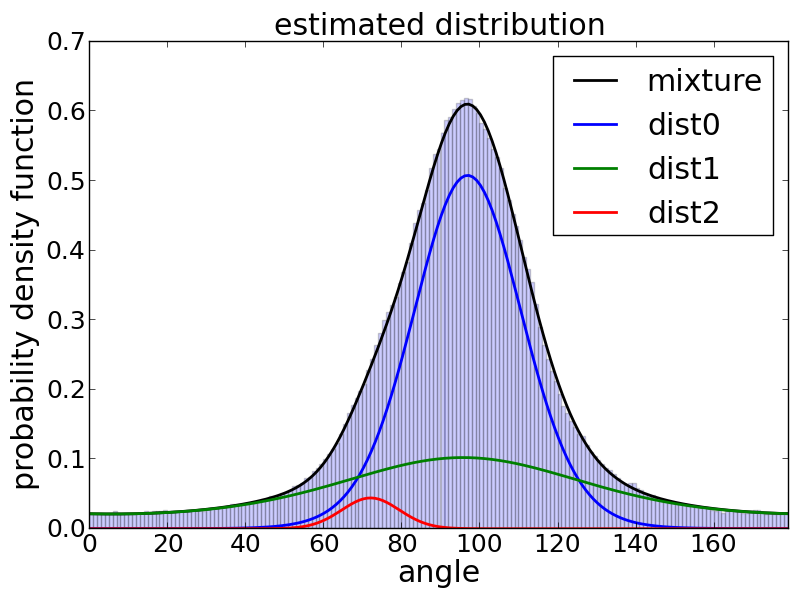 estimated distribution
0.7
0.6
0.5
0.4
0.3
0.2
0.1
0.0
probability density function
mixture
dist0
dist1
dist2
0 20 40 60 80 100 120 140 160
angle